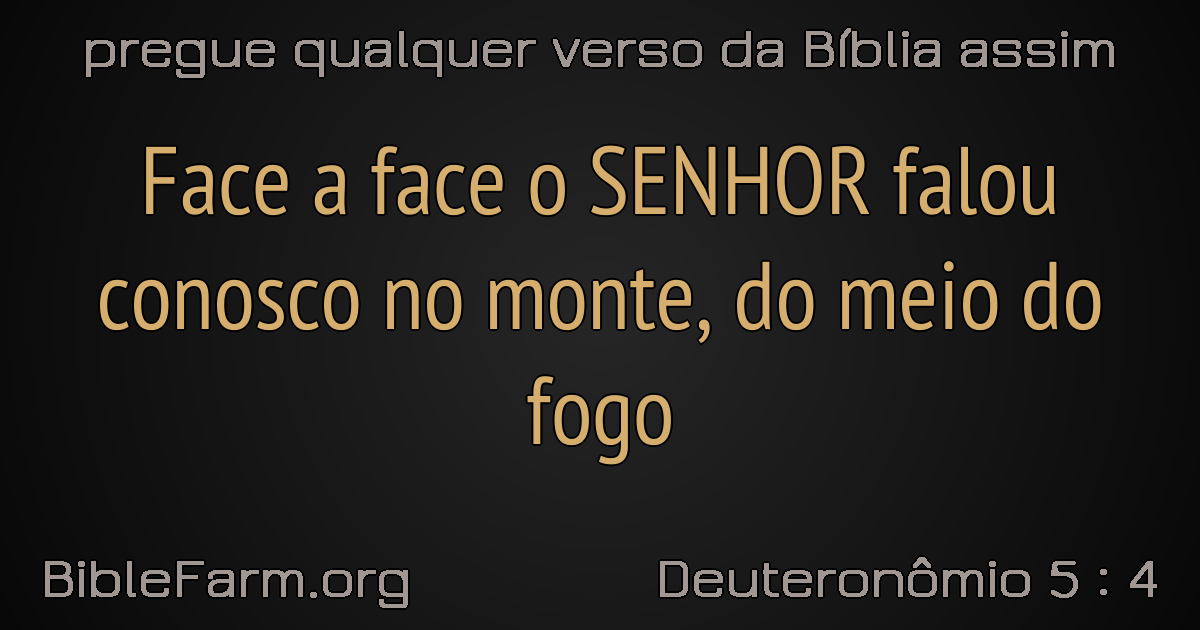 pregue qualquer verso da Bíblia assim
Face a face o SENHOR falou
conosco no monte, do meio do
fogo
BibleFarm.org
Deuteronômio 5 : 4